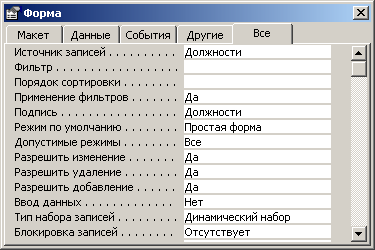 Форма
Макет Данные События Другие Все
Источник записей . . . . . . . . . . Должности
Фильтр . . . . . . . . . . . . . . . . .
Порядок сортировки . . . . . . . .
Применение фильтров . . . . . . . Да
Подпись . . . . . . . . . . . . . . . . Должности
Режим по умолчанию . . . . . . . . Простая форма
Допустимые режимы . . . . . . . . Все
Разрешить изменение . . . . . . . Да
Разрешить удаление . . . . . . . . Да
Разрешить добавление . . . . . . Да
Ввод данных . . . . . . . . . . . . . Нет
Тип набора записей . . . . . . . . . Динамический набор
Блокировка записей . . . . . . . . Отсутствует